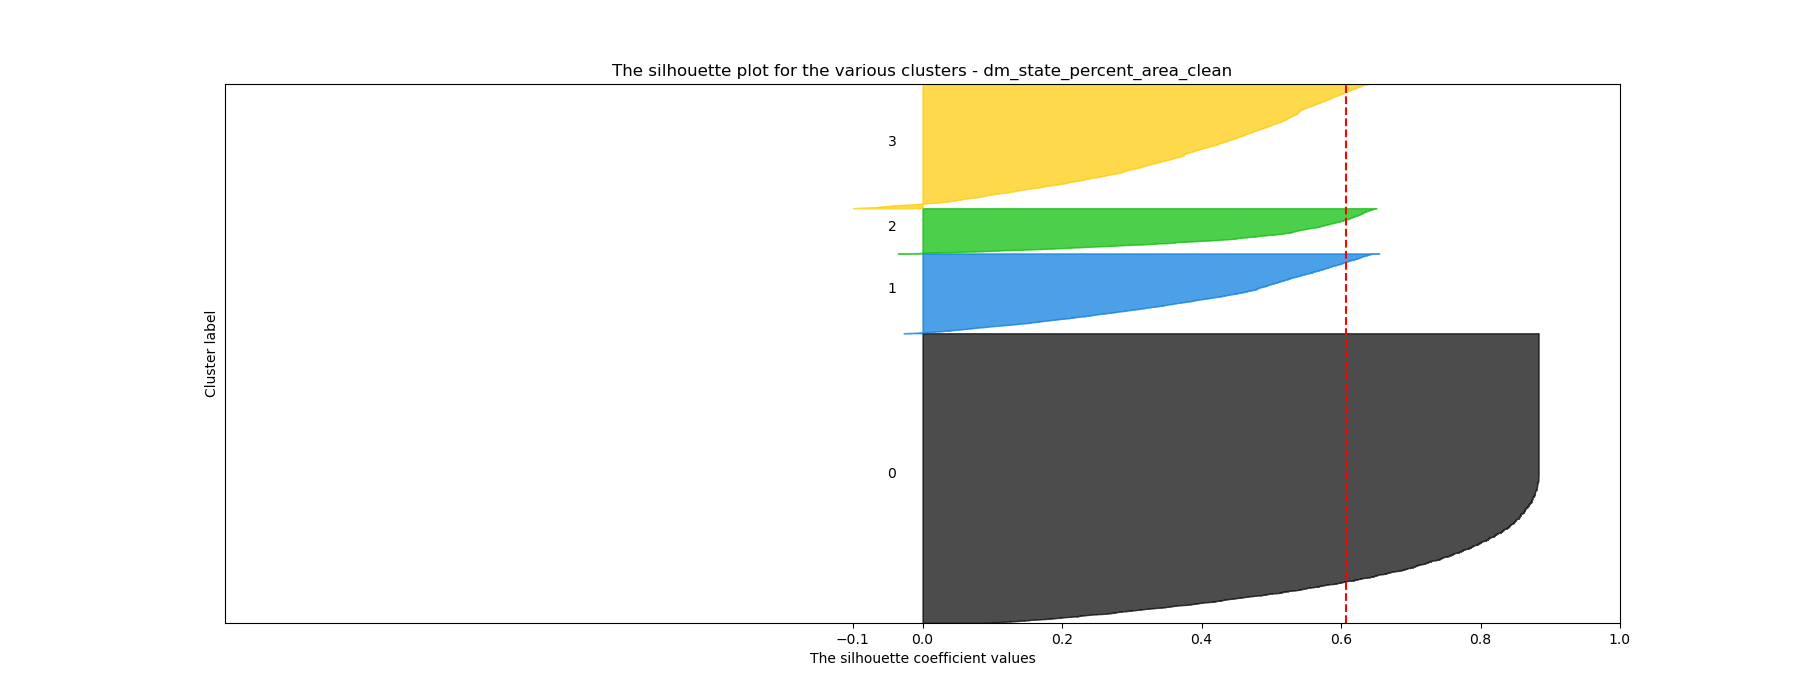 The silhouette plot for the various clusters - dm_state_percent_area_clean
3
2
1
0
Cluster label
−0.1 0.0 0.2 0.4 0.6 0.8 1.0
The silhouette coefficient values